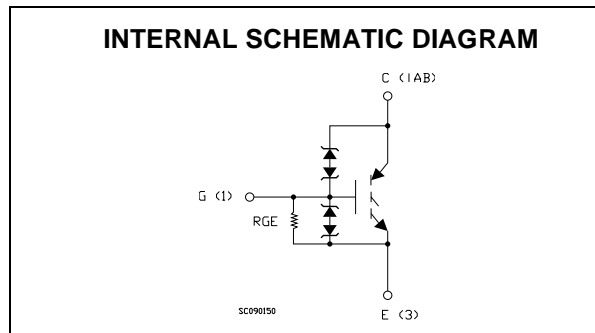 INTERNAL SCHEMATIC DIAGRAM
C (TAB)
G (1)
RGE
SC090150
E (3)